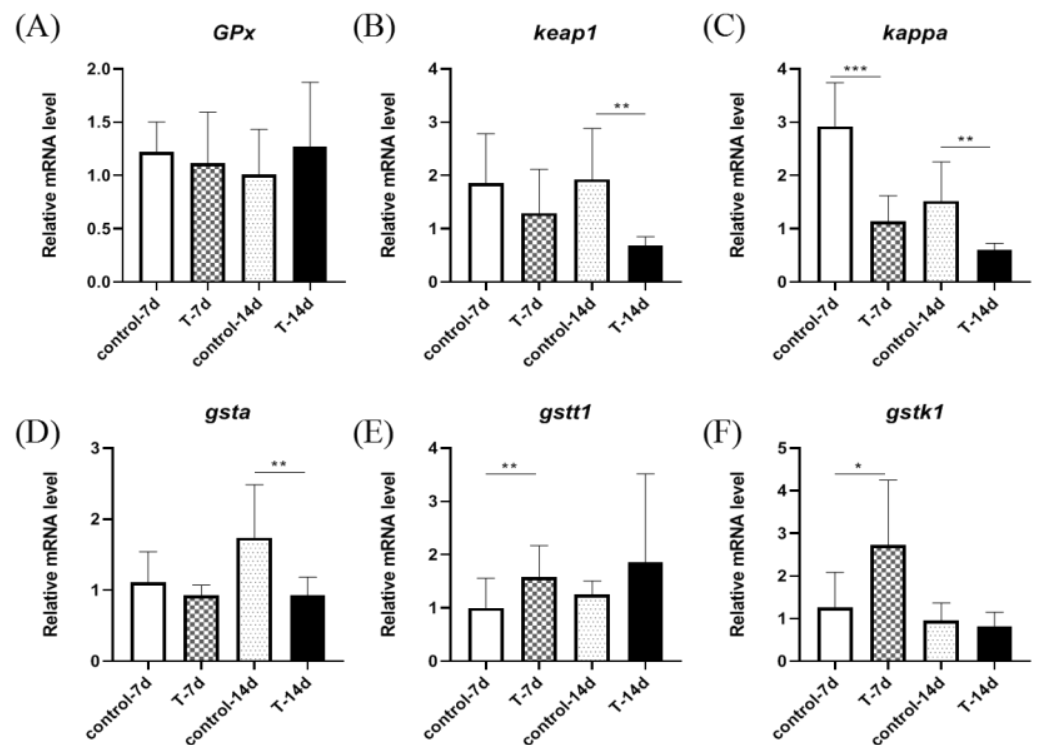 (A)
GPx
Relative mRNA level
2.0
1.5
1.0
0.5
0.0
control-7d
T-7d
control-14d
T-14d
(B)
keap1
Relative mRNA level
4
3
2
1
0
**
control-7d
T-7d
control-14d
T-14d
(C)
kappa
Relative mRNA level
4
3
2
1
0
***
**
control-7d
T-7d
control-14d
T-14d
(D)
gsta
Relative mRNA level
3
2
1
0
**
control-7d
T-7d
control-14d
T-14d
(E)
gstt1
Relative mRNA level
4
3
2
1
0
**
control-7d
T-7d
control-14d
T-14d
(F)
gstk1
Relative mRNA level
5
4
3
2
1
0
*
control-7d
T-7d
control-14d
T-14d